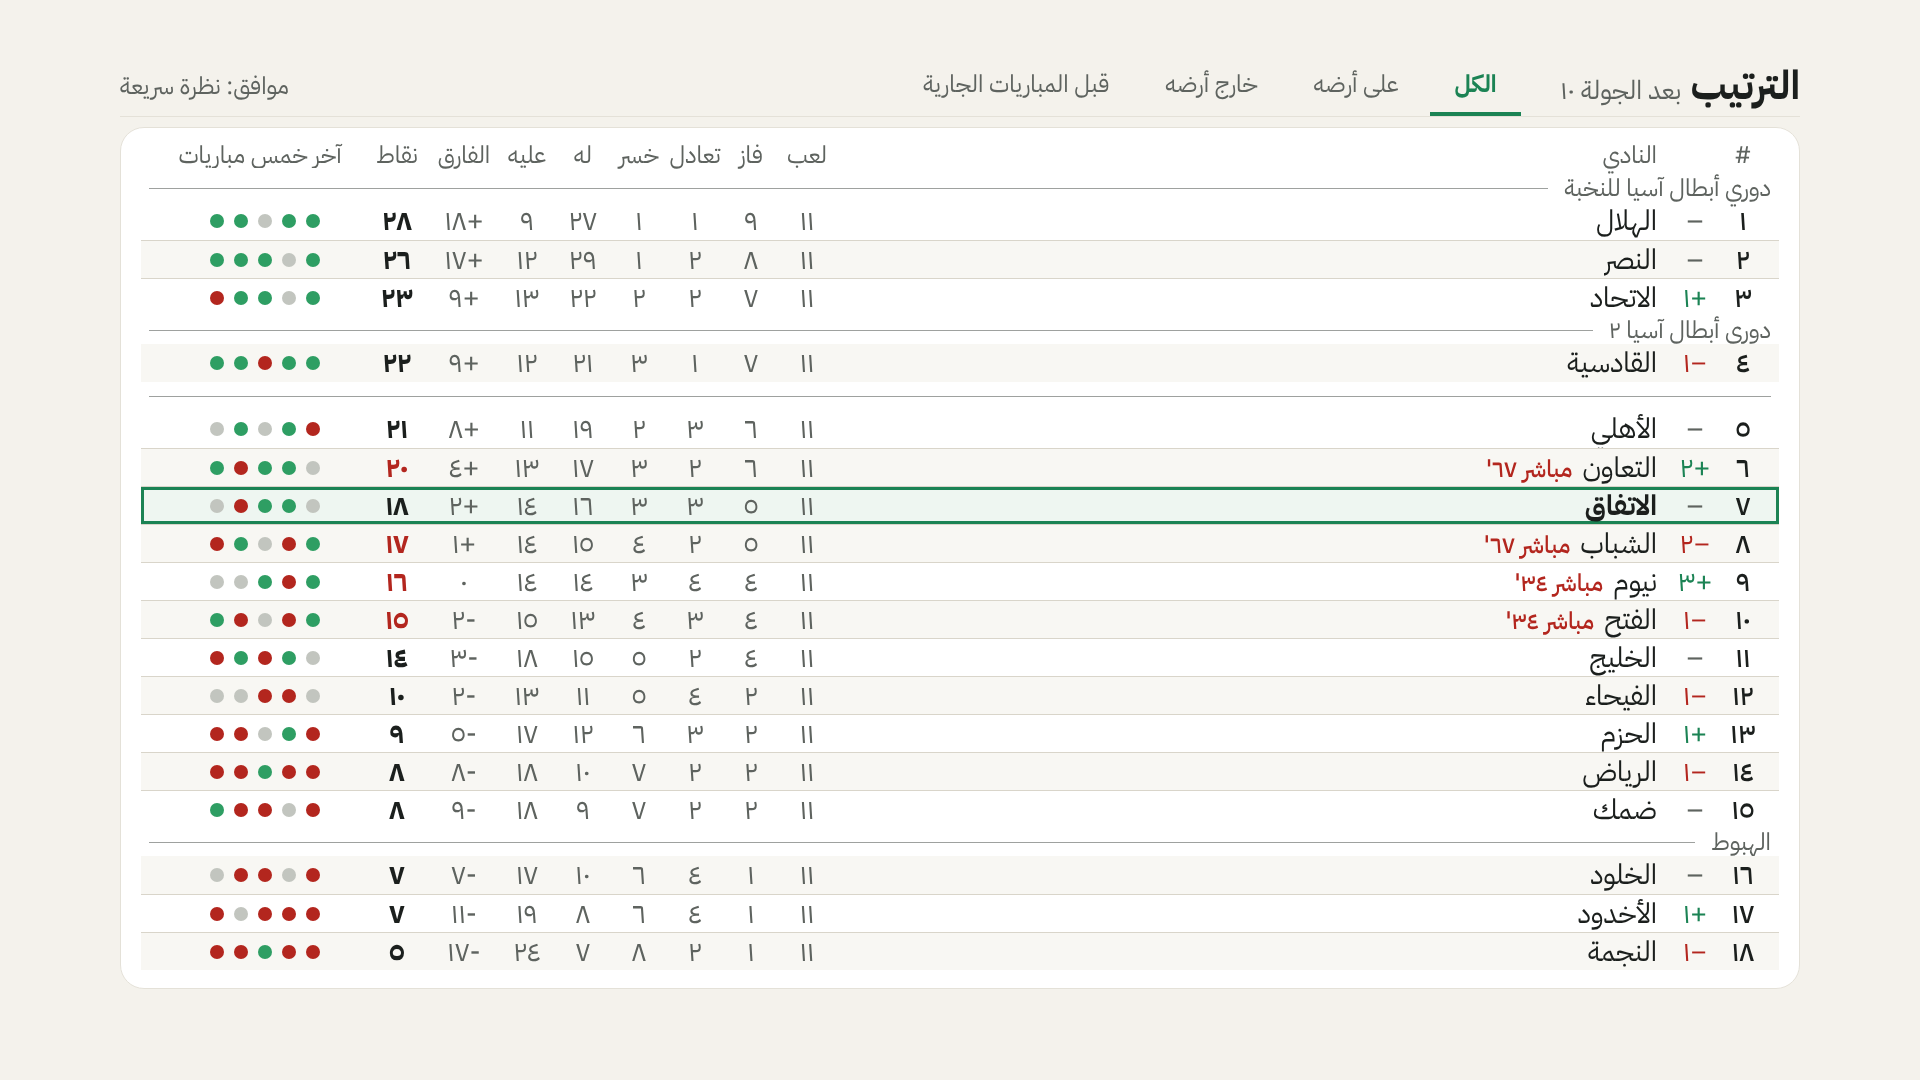 الترتيب بعد الجولة ١٠ الكل على أرضه خارج أرضه قبل المباريات الجارية موافق: نظرة سريعة
# النادي لعب فاز تعادل خسر له عليه الفارق نقاط آخر خمس مباريات
دوري أبطال آسيا للنخبة
١ – الهلال ١١ ٩ ١ ١ ٢٧ ٩ +١٨ ٢٨
٢ – النصر ١١ ٨ ٢ ١ ٢٩ ١٢ +١٧ ٢٦
٣ +١ الاتحاد ١١ ٧ ٢ ٢ ٢٢ ١٣ +٩ ٢٣
دوري أبطال آسيا ٢
٤ –١ القادسية ١١ ٧ ١ ٣ ٢١ ١٢ +٩ ٢٢
٥ – الأهلي ١١ ٦ ٣ ٢ ١٩ ١١ +٨ ٢١
٦ +٢ التعاون مباشر ٦٧' ١١ ٦ ٢ ٣ ١٧ ١٣ +٤ ٢٠
٧ – الاتفاق ١١ ٥ ٣ ٣ ١٦ ١٤ +٢ ١٨
٨ –٢ الشباب مباشر ٦٧' ١١ ٥ ٢ ٤ ١٥ ١٤ +١ ١٧
٩ +٣ نيوم مباشر ٣٤' ١١ ٤ ٤ ٣ ١٤ ١٤ ٠ ١٦
١٠ –١ الفتح مباشر ٣٤' ١١ ٤ ٣ ٤ ١٣ ١٥ -٢ ١٥
١١ – الخليج ١١ ٤ ٢ ٥ ١٥ ١٨ -٣ ١٤
١٢ –١ الفيحاء ١١ ٢ ٤ ٥ ١١ ١٣ -٢ ١٠
١٣ +١ الحزم ١١ ٢ ٣ ٦ ١٢ ١٧ -٥ ٩
١٤ –١ الرياض ١١ ٢ ٢ ٧ ١٠ ١٨ -٨ ٨
١٥ – ضمك ١١ ٢ ٢ ٧ ٩ ١٨ -٩ ٨
الهبوط
١٦ – الخلود ١١ ١ ٤ ٦ ١٠ ١٧ -٧ ٧
١٧ +١ الأخدود ١١ ١ ٤ ٦ ٨ ١٩ -١١ ٧
١٨ –١ النجمة ١١ ١ ٢ ٨ ٧ ٢٤ -١٧ ٥